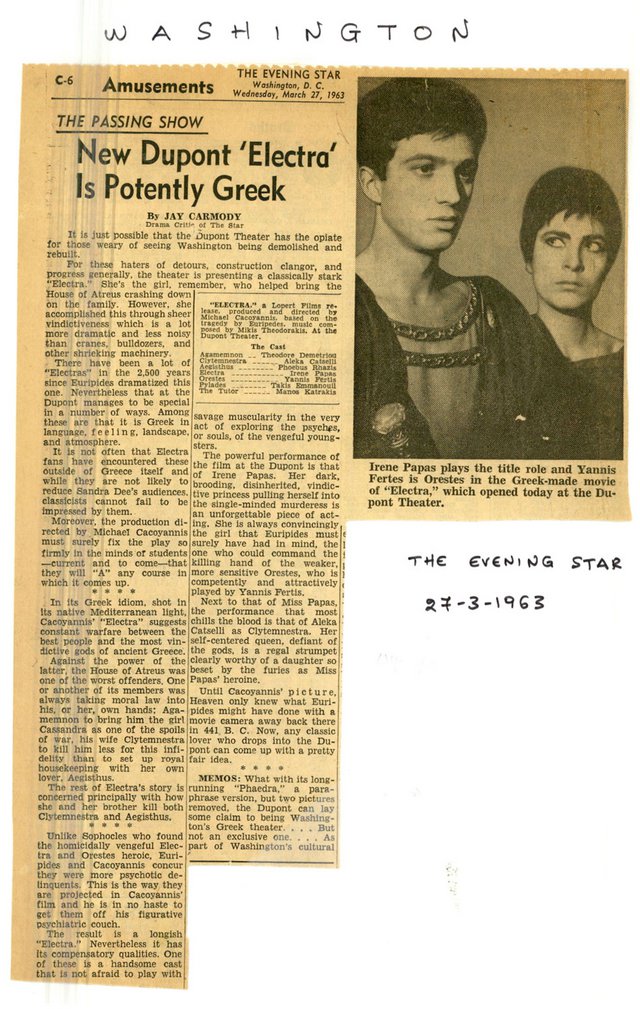 WASHINGTON
C-6
Amusements
THE EVENING STAR
Washington, D. C.
Wednesday, March 27, 1963
THE PASSING SHOW
New Dupont 'Electra'
Is Potently Greek
By JAY CARMODY
Drama Critic of The Star
It is just possible that the Dupont Theater has the opiate
for those weary of seeing Washington being demolished and
rebuilt.
For these haters of detours, construction clangor, and
progress generally, the theater is presenting a classically stark
"Electra." She's the girl, remember, who helped bring the
House of Atreus crashing down
on the family. However, she
accomplished this through sheer
vindictiveness which is a lot
more dramatic and less noisy
than cranes, bulldozers, and
other shrieking machinery.
There have been a lot of
"Electras" in the 2,500 years
since Euripides dramatized this
one. Nevertheless that at the
Dupont manages to be special
in a number of ways. Among
these are that it is Greek in
language, feeling, landscape,
and atmosphere.
It is not often that Electra
fans have encountered these
outside of Greece itself and
while they are not likely to
reduce Sandra Dee's audiences,
classicists cannot fail to be
impressed by them.
Moreover, the production di-
rected by Michael Cacoyannis
must surely fix the play so
firmly in the minds of students
—current and to come—that
they will "A" any course in
which it comes up.
* * * *
In its Greek idiom, shot in
its native Mediterranean light,
Cacoyannis' "Electra" suggests
constant warfare between the
best people and the most vin-
dictive gods of ancient Greece.
Against the power of the
latter, the House of Atreus was
one of the worst offenders. One
or another of its members was
always taking moral law into
his, or her, own hands: Aga-
memnon to bring him the girl
Cassandra as one of the spoils
of war, his wife Clytemnestra
to kill him less for this infi-
delity than to set up royal
housekeeping with her own
lover, Aegisthus.
The rest of Electra's story is
concerned principally with how
she and her brother kill both
Clytemnestra and Aegisthus.
* * * *
Unlike Sophocles who found
the homicidally vengeful Elec-
tra and Orestes heroic, Euri-
pides and Cacoyannis concur
they were more psychotic de-
linquents. This is the way they
are projected in Cacoyannis'
film and he is in no haste to
get them off his figurative
psychiatric couch.
The result is a longish
"Electra." Nevertheless it has
its compensatory qualities. One
of these is a handsome cast
that is not afraid to play with
"ELECTRA," a Lopert Films re-
lease, produced and directed by
Michael Cacoyannis, based on the
tragedy by Euripedes, music com-
posed by Mikis Theodorakis. At the
Dupont Theater.
The Cast
Agamemnon .. Theodore Demetriou
Clytemnestra .. Aleka Catselli
Aegisthus .. Phoebus Rhazis
Electra .. Irene Papas
Orestes .. Yannis Fertis
Pylades .. Takis Emmanouil
The Tutor .. Manos Katrakis
savage muscularity in the very
act of exploring the psyches,
or souls, of the vengeful young-
sters.
The powerful performance of
the film at the Dupont is that
of Irene Papas. Her dark,
brooding, disinherited, vindic-
tive princess pulling herself into
the single-minded murderess is
an unforgettable piece of act-
ing. She is always convincingly
the girl that Euripides must
surely have had in mind, the
one who could command the
killing hand of the weaker,
more sensitive Orestes, who is
competently and attractively
played by Yannis Fertis.
Next to that of Miss Papas,
the performance that most
chills the blood is that of Aleka
Catselli as Clytemnestra. Her
self-centered queen, defiant of
the gods, is a regal strumpet
clearly worthy of a daughter so
beset by the furies as Miss
Papas' heroine.
Until Cacoyannis' picture,
Heaven only knew what Euri-
pides might have done with a
movie camera away back there
in 441, B. C. Now, any classic
lover who drops into the Du-
pont can come up with a pretty
fair idea.
* * * *
MEMOS: What with its long-
running "Phaedra," a para-
phrase version, but two pictures
removed, the Dupont can lay
some claim to being Washing-
ton's Greek theater. . . . But
not an exclusive one. . . . As
part of Washington's cultural
Irene Papas plays the title role and Yannis
Fertes is Orestes in the Greek-made movie
of "Electra," which opened today at the Du-
pont Theater.
THE EVENING STAR
27-3-1963